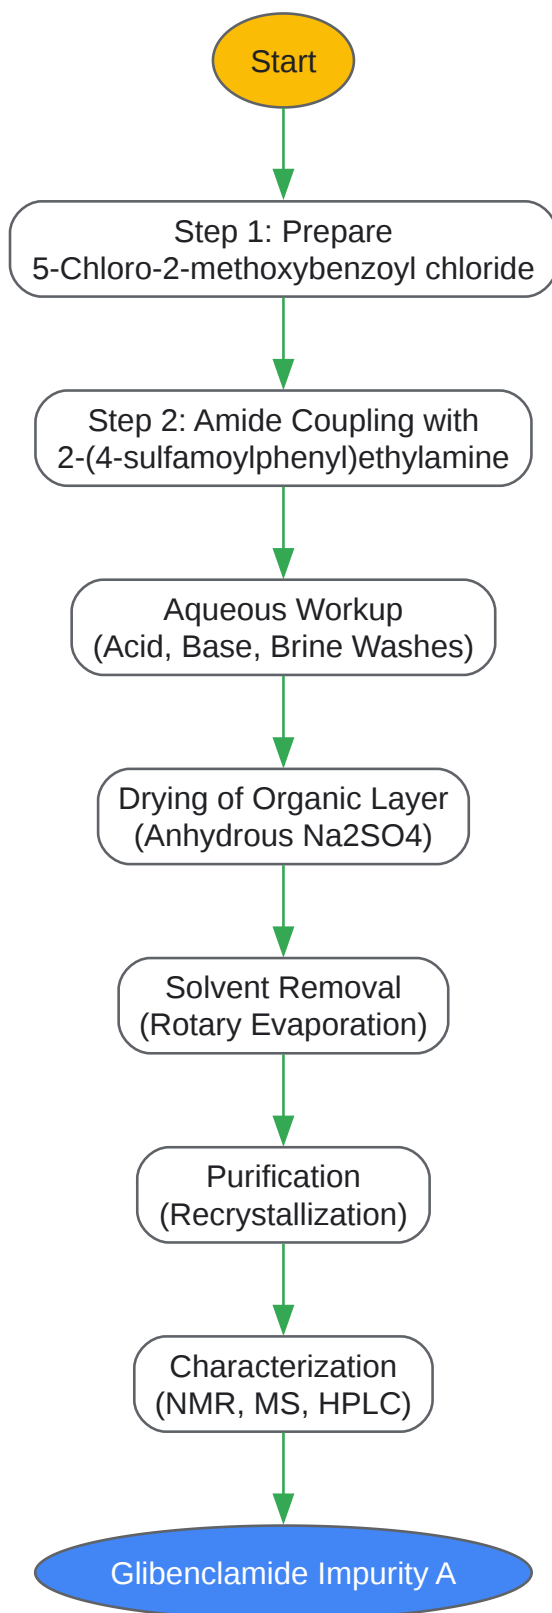 Start
Step 1: Prepare
5-Chloro-2-methoxybenzoyl chloride
Step 2: Amide Coupling with
2-(4-sulfamoylphenyl)ethylamine
Aqueous Workup
(Acid, Base, Brine Washes)
Drying of Organic Layer
(Anhydrous Na2SO4)
Solvent Removal
(Rotary Evaporation)
Purification
(Recrystallization)
Characterization
(NMR, MS, HPLC)
Glibenclamide Impurity A